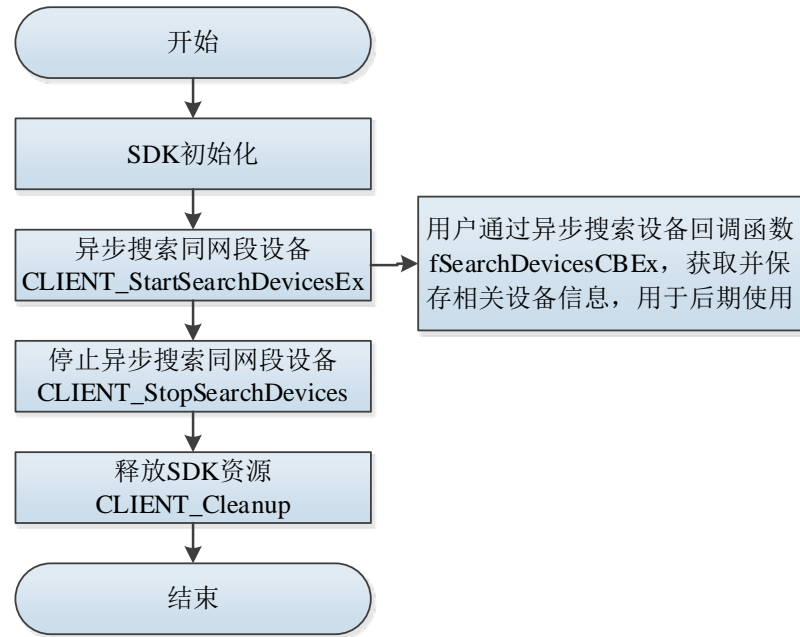 开始
SDK初始化
异步搜索同网段设备
CLIENT_StartSearchDevicesEx
用户通过异步搜索设备回调函数
fSearchDevicesCBEx，获取并保
存相关设备信息，用于后期使用
停止异步搜索同网段设备
CLIENT_StopSearchDevices
释放SDK资源
CLIENT_Cleanup
结束